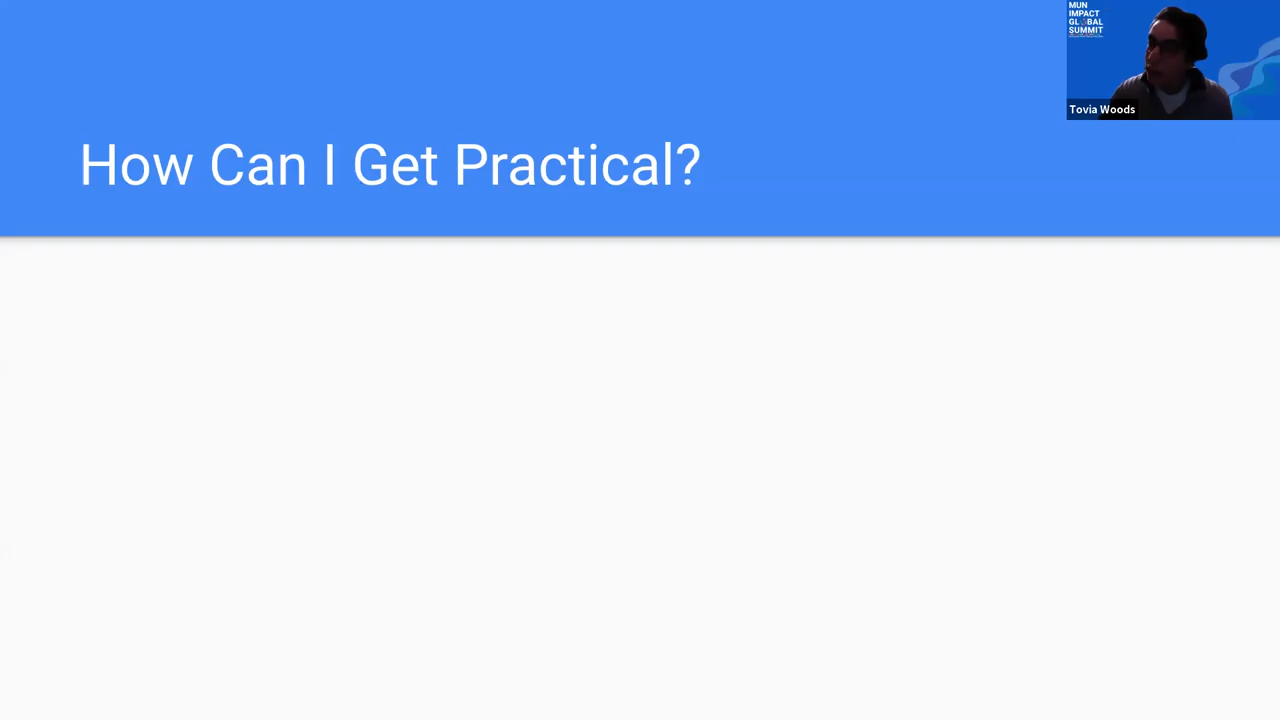 MUN
IMPACT
GLOBAL
SUMMIT
Tovia Woods
How Can I Get Practical?